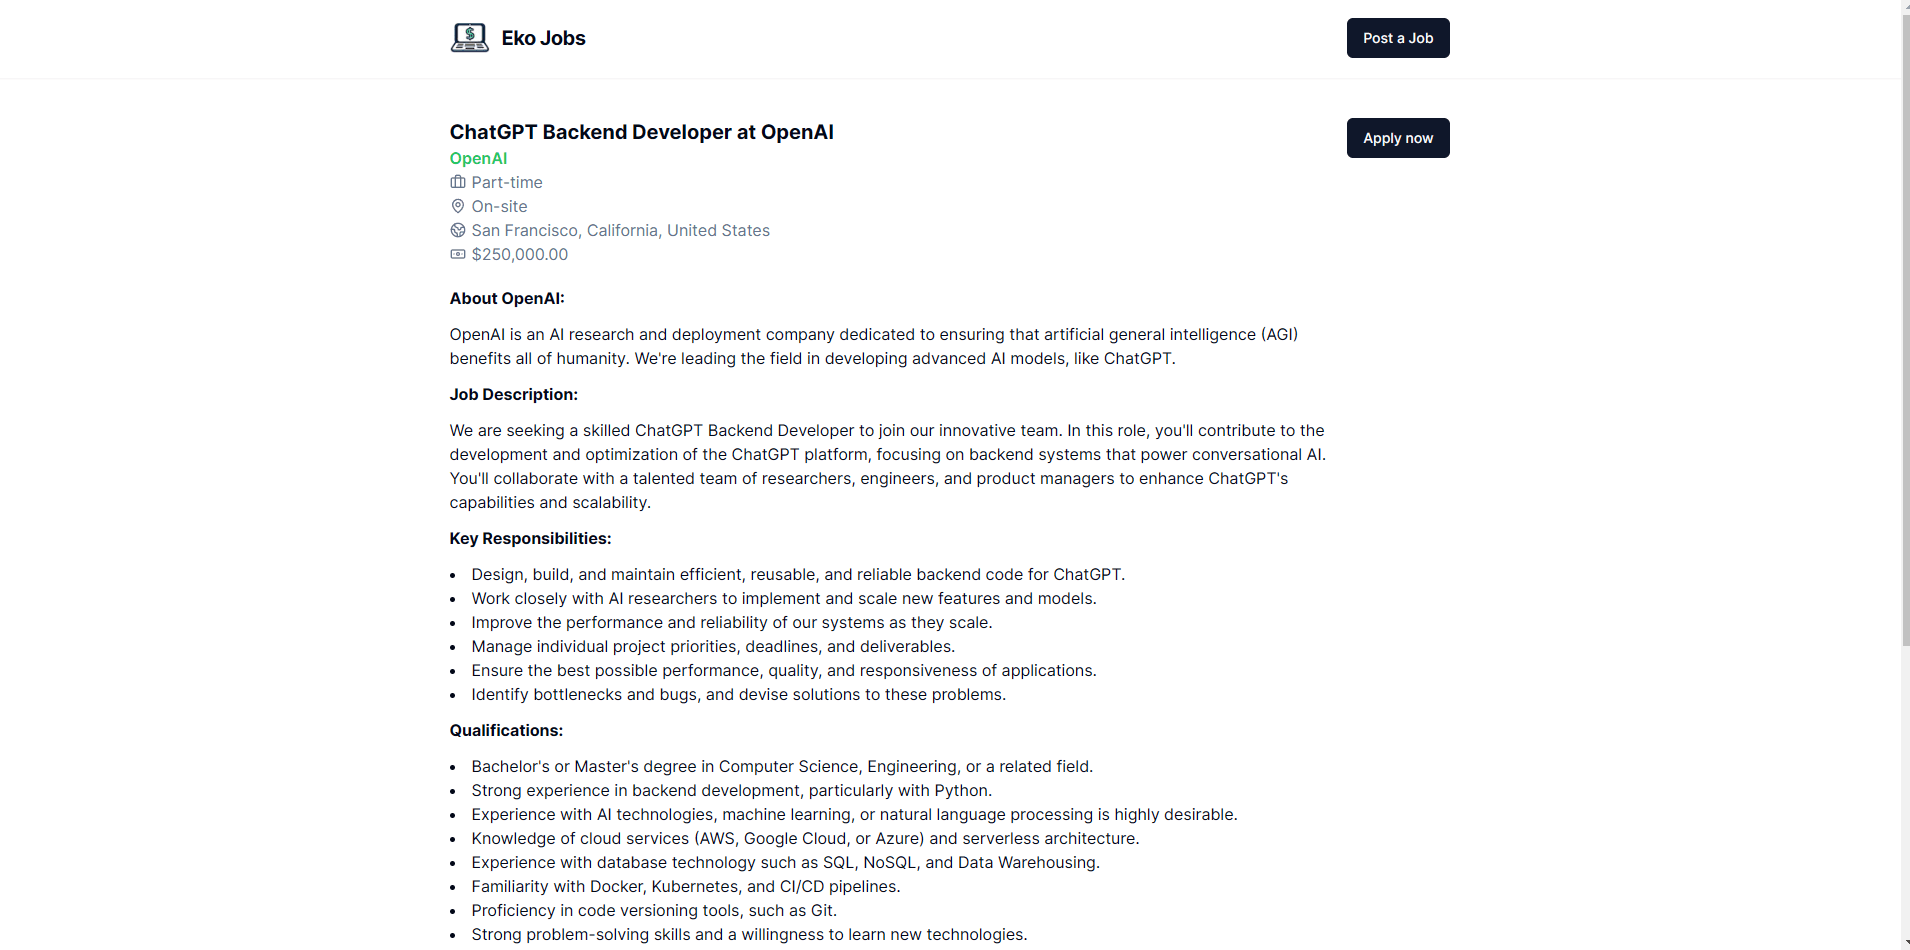 Eko Jobs
Post a Job
ChatGPT Backend Developer at OpenAI
Apply now
OpenAI
Part-time
On-site
San Francisco, California, United States
$250,000.00
About OpenAI:
OpenAI is an AI research and deployment company dedicated to ensuring that artificial general intelligence (AGI)
benefits all of humanity. We're leading the field in developing advanced AI models, like ChatGPT.
Job Description:
We are seeking a skilled ChatGPT Backend Developer to join our innovative team. In this role, you'll contribute to the
development and optimization of the ChatGPT platform, focusing on backend systems that power conversational AI.
You'll collaborate with a talented team of researchers, engineers, and product managers to enhance ChatGPT's
capabilities and scalability.
Key Responsibilities:
• Design, build, and maintain efficient, reusable, and reliable backend code for ChatGPT.
• Work closely with AI researchers to implement and scale new features and models.
• Improve the performance and reliability of our systems as they scale.
• Manage individual project priorities, deadlines, and deliverables.
• Ensure the best possible performance, quality, and responsiveness of applications.
• Identify bottlenecks and bugs, and devise solutions to these problems.
Qualifications:
• Bachelor's or Master's degree in Computer Science, Engineering, or a related field.
• Strong experience in backend development, particularly with Python.
• Experience with AI technologies, machine learning, or natural language processing is highly desirable.
• Knowledge of cloud services (AWS, Google Cloud, or Azure) and serverless architecture.
• Experience with database technology such as SQL, NoSQL, and Data Warehousing.
• Familiarity with Docker, Kubernetes, and CI/CD pipelines.
• Proficiency in code versioning tools, such as Git.
• Strong problem-solving skills and a willingness to learn new technologies.